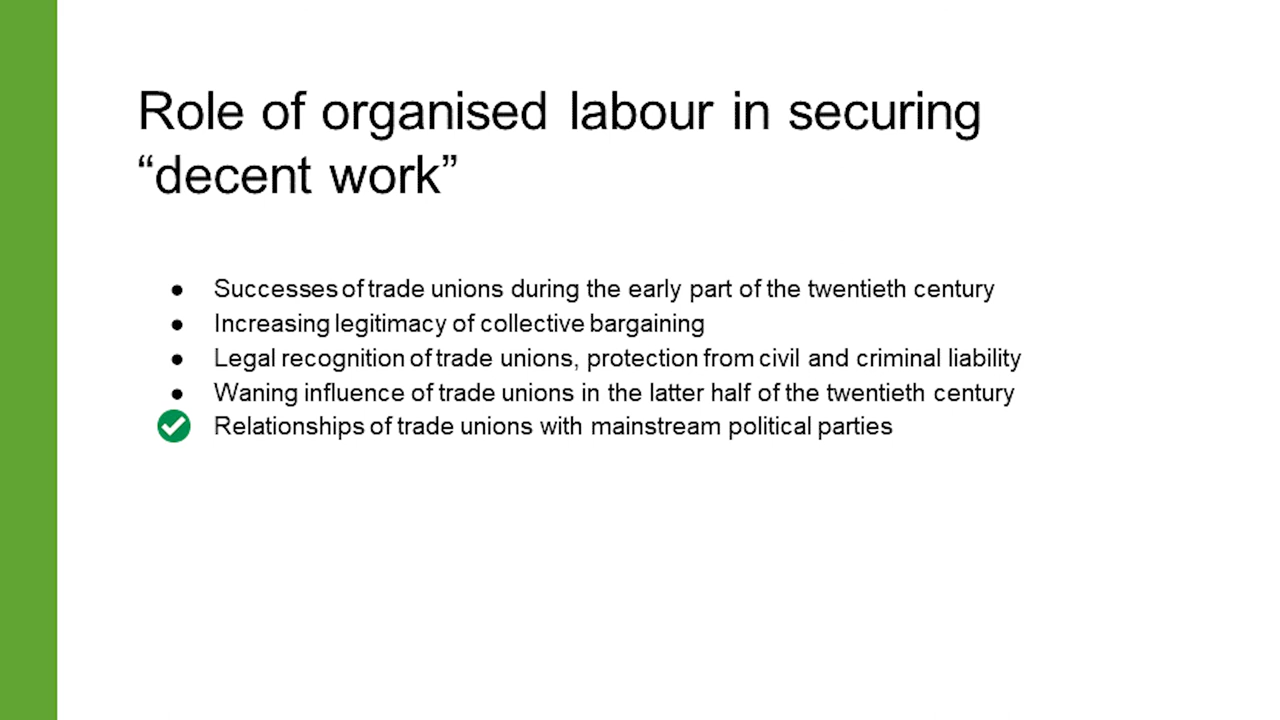 Role of organised labour in securing
“decent work”
● Successes of trade unions during the early part of the twentieth century
● Increasing legitimacy of collective bargaining
● Legal recognition of trade unions, protection from civil and criminal liability
● Waning influence of trade unions in the latter half of the twentieth century
Relationships of trade unions with mainstream political parties